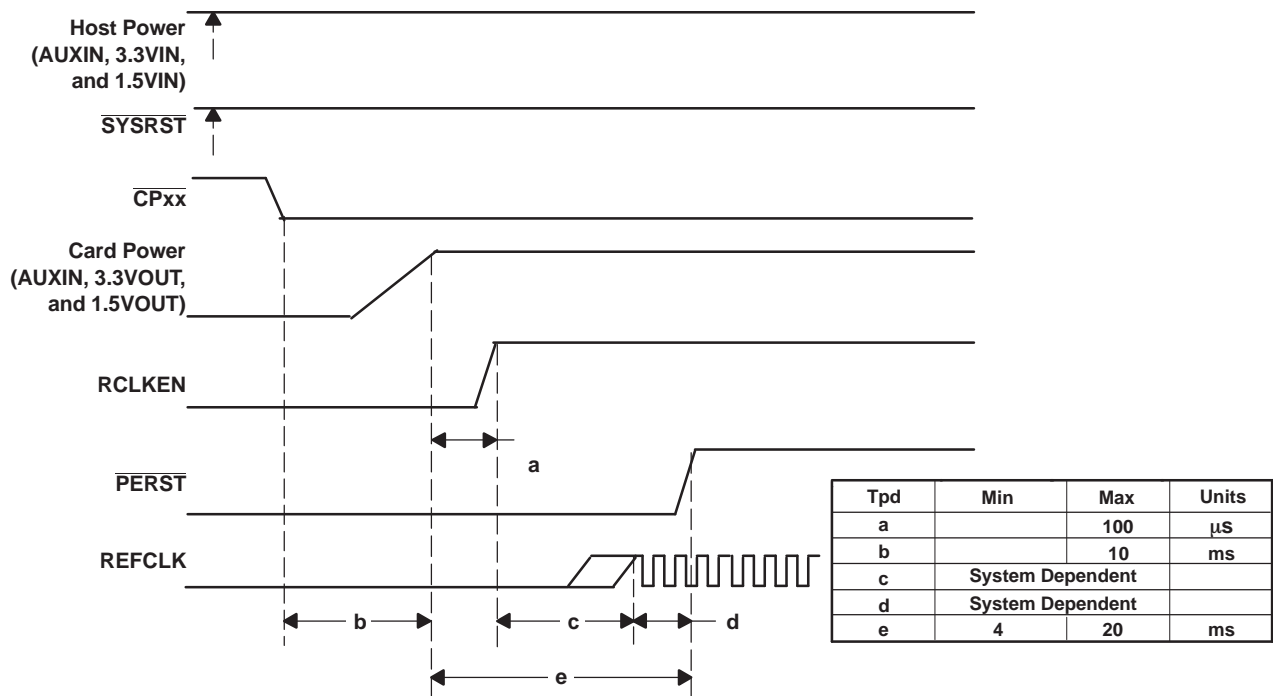 Host Power
(AUXIN, 3.3VIN,
and 1.5VIN)
SYSRST
CPxx
Card Power
(AUXIN, 3.3VOUT,
and 1.5VOUT)
RCLKEN
a
PERST
REFCLK
b
c
d
e
Tpd Min Max Units
a 100 µs
b 10 ms
c System Dependent
d System Dependent
e 4 20 ms